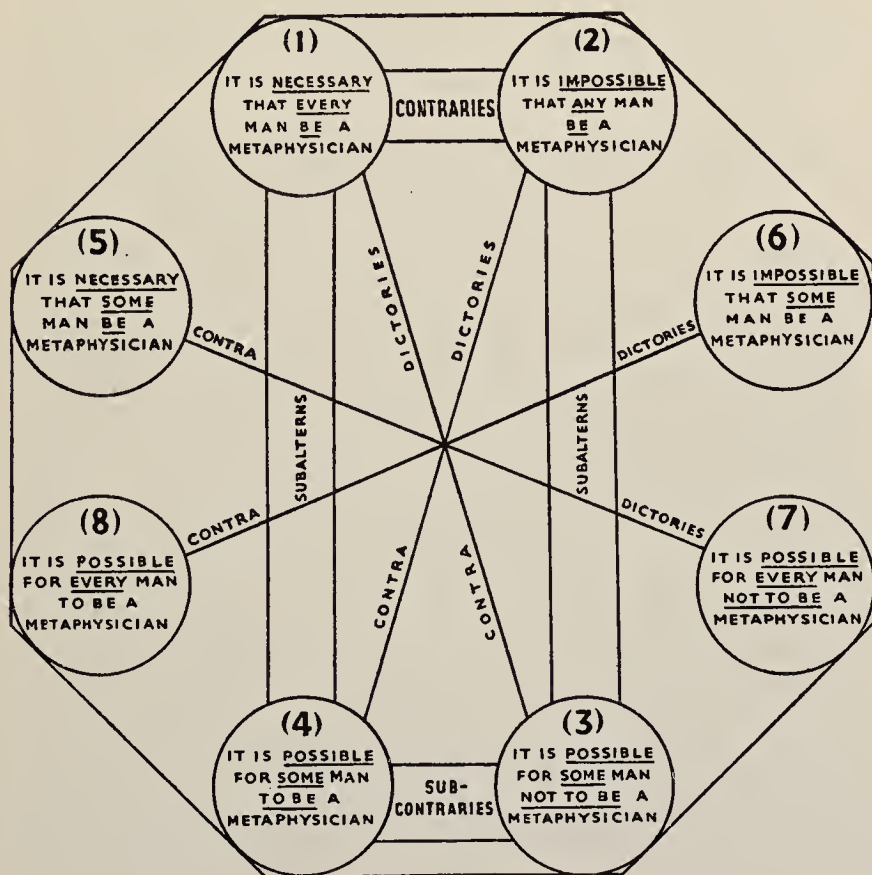 (1)
IT IS NECESSARY
THAT EVERY
MAN BE A
METAPHYSICIAN
CONTRARIES
(2)
IT IS IMPOSSIBLE
THAT ANY MAN
BE A
METAPHYSICIAN
(5)
IT IS NECESSARY
THAT SOME
MAN BE A
METAPHYSICIAN
(6)
IT IS IMPOSSIBLE
THAT SOME
MAN BE A
METAPHYSICIAN
DICTORIES
DICTORIES
CONTRA
DICTORIES
SUBALTERNS
SUBALTERNS
(8)
IT IS POSSIBLE
FOR EVERY MAN
TO BE A
METAPHYSICIAN
CONTRA
DICTORIES
(7)
IT IS POSSIBLE
FOR EVERY MAN
NOT TO BE A
METAPHYSICIAN
CONTRA
CONTRA
(4)
IT IS POSSIBLE
FOR SOME MAN
TO BE A
METAPHYSICIAN
SUB-
CONTRARIES
(3)
IT IS POSSIBLE
FOR SOME MAN
NOT TO BE A
METAPHYSICIAN